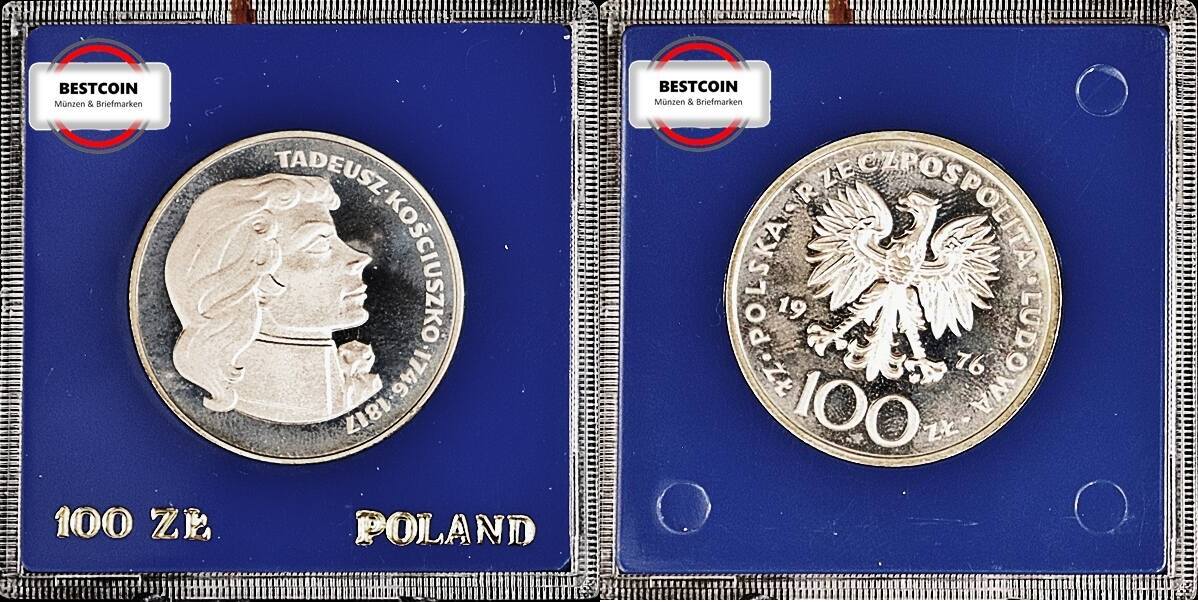 BESTCOIN
Münzen & Briefmarken
TADEUSZ·KOŚCIUSZKO·1746·1817
100 ZŁ
POLAND
BESTCOIN
Münzen & Briefmarken
ZŁ·POLSKA·RZECZPOSPOLITA·LUDOWA·ZŁ
19 76
100